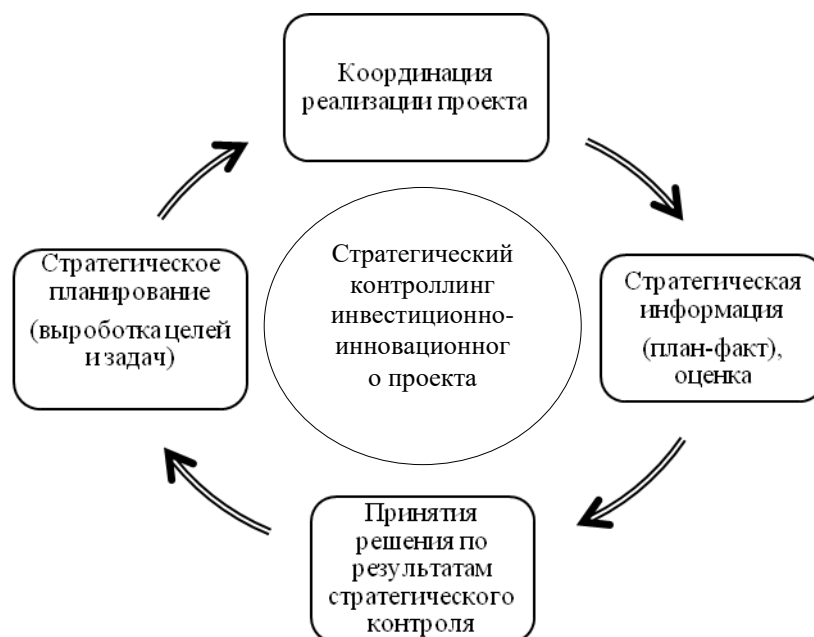 Координация
реализации проекта
Стратегический
контроллинг
инвестиционно-
инновационног
о проекта
Стратегическое
планирование
(выроботка целей
и задач)
Стратегическая
информация
(план-факт),
оценка
Принятия
решения по
результатам
стратегического
контроля